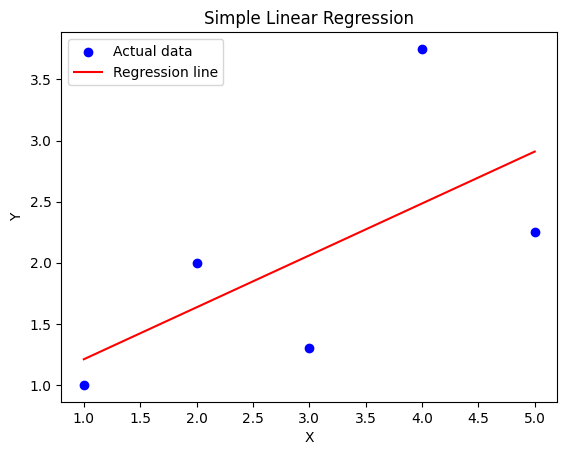 Simple Linear Regression
Actual data
Regression line
3.5
3.0
2.5
2.0
1.5
1.0
Y
1.0 1.5 2.0 2.5 3.0 3.5 4.0 4.5 5.0
X